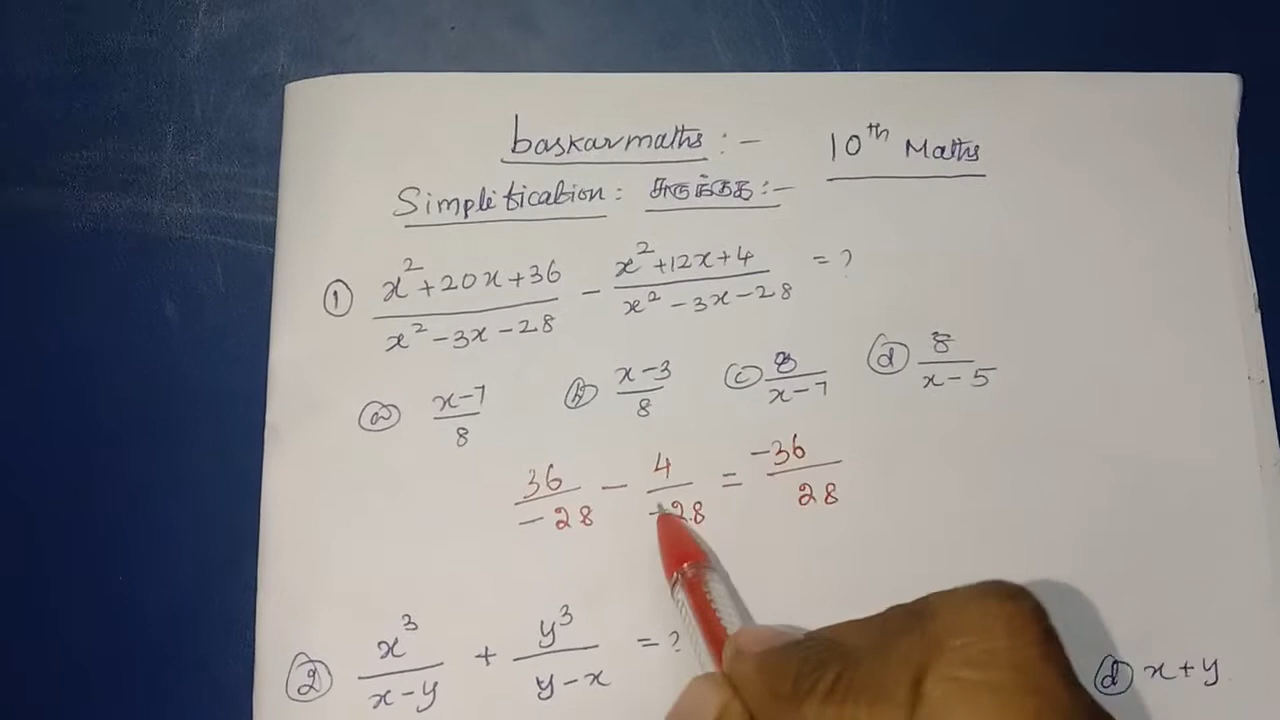 baskarmaths :- 10th Maths
Simplification : சுருக்குக :-
① (x²+20x+36)/(x²-3x-28) - (x²+12x+4)/(x²-3x-28) = ?
ⓐ (x-7)/8 ⓑ (x-3)/8 ⓒ 8/(x-7) ⓓ 8/(x-5)
36/-28 - 4/-28 = -36/28
② x³/(x-y) + y³/(y-x) = ?
ⓓ x+y